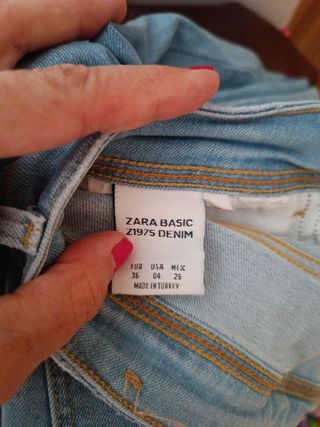 ZARA BASIC
Z1975 DENIM
EUR USA MEX
36 04 26
MADE IN TURKEY